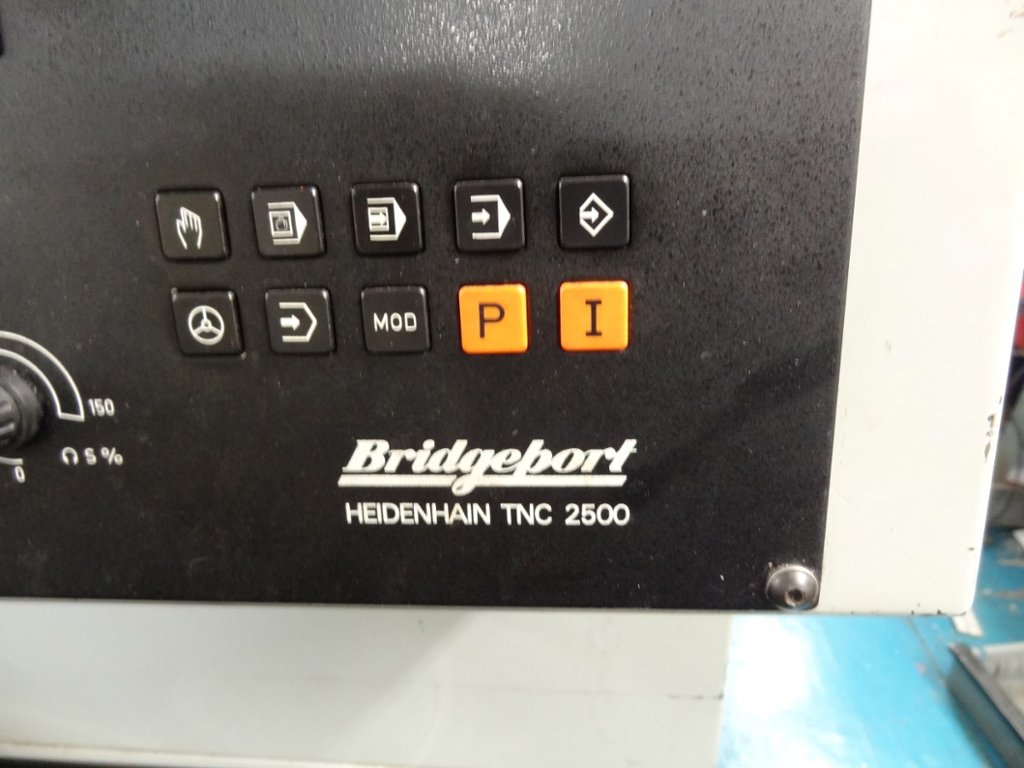 MOD P I
150
Ω S %
0
Bridgeport
HEIDENHAIN TNC 2500